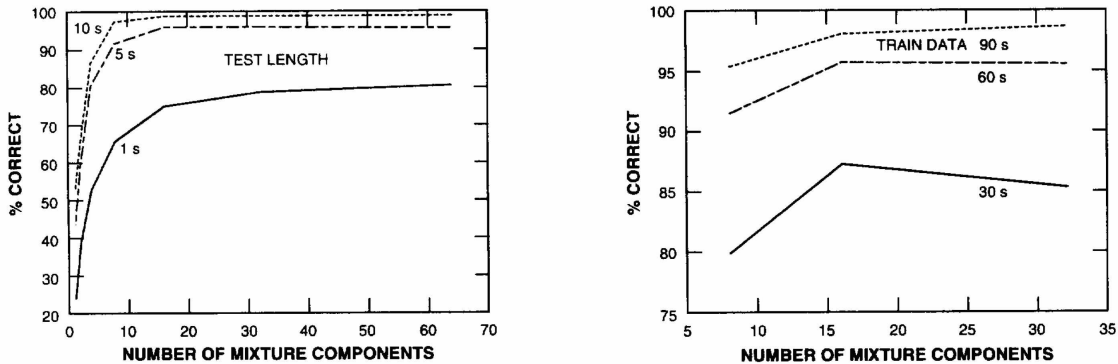 100
90
80
70
60
50
40
30
20
% CORRECT
10 s
5 s
TEST LENGTH
1 s
0 10 20 30 40 50 60 70
NUMBER OF MIXTURE COMPONENTS
100
95
90
85
80
75
% CORRECT
TRAIN DATA 90 s
60 s
30 s
5 10 15 20 25 30 35
NUMBER OF MIXTURE COMPONENTS